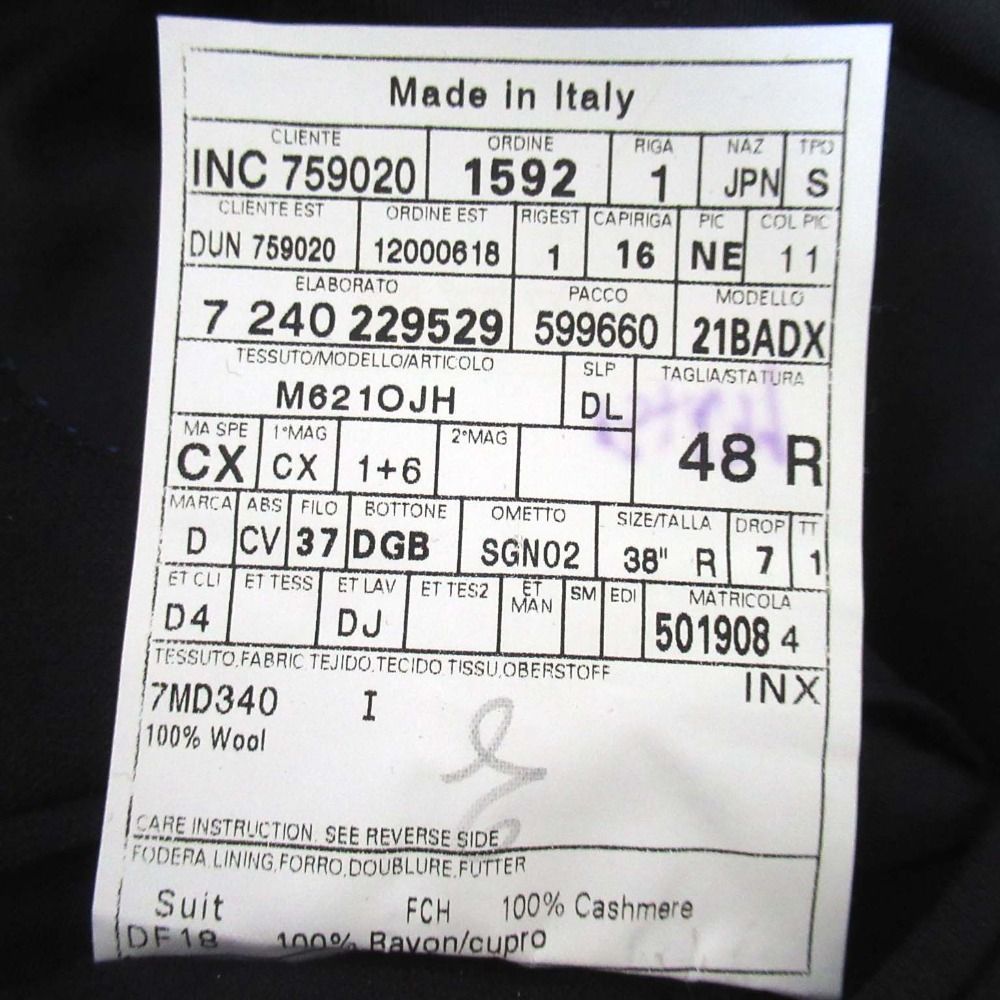 Made in Italy
CLIENTE ORDINE RIGA NAZ TPO
INC 759020 1592 1 JPN S
CLIENTE EST ORDINE EST RIGEST CAPIRIGA PIC COL PIC
DUN 759020 12000618 1 16 NE 11
ELABORATO PACCO MODELLO
7 240 229529 599660 21BADX
TESSUTO/MODELLO/ARTICOLO SLP TAGLIA/STATURA
M621OJH DL 48 R
MA SPE 1°MAG 2°MAG
CX CX 1+6
MARCA ABS FILO BOTTONE OMETTO SIZE/TALLA DROP TT
D CV 37 DGB SGN02 38" R 7 1
ET CLI ET TESS ET LAV ET TES2 ET MAN SM EDI MATRICOLA
D4 DJ 501908 4
TESSUTO,FABRIC TEJIDO,TECIDO TISSU,OBERSTOFF
7MD340 I INX
100% Wool
CARE INSTRUCTION. SEE REVERSE SIDE
FODERA,LINING,FORRO,DOUBLURE,FUTTER
Suit FCH 100% Cashmere
DF18 100% Rayon/cupro